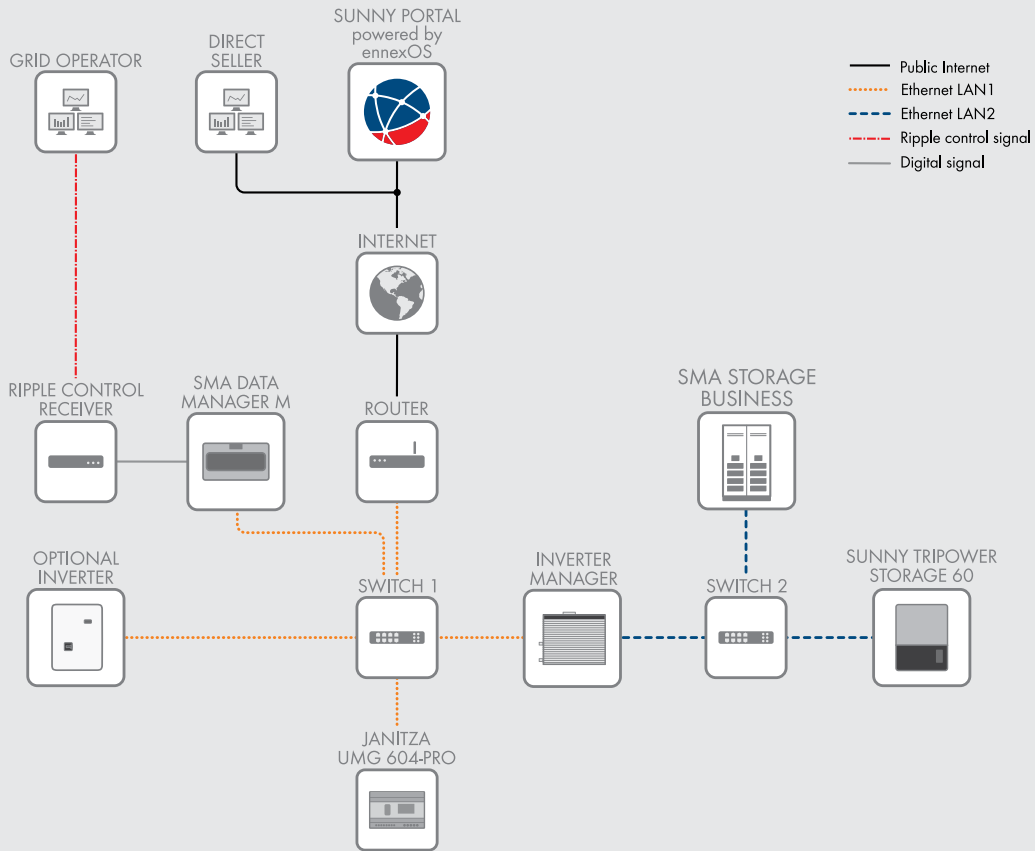 SUNNY PORTAL
powered by
ennexOS
DIRECT
SELLER
GRID OPERATOR
Public Internet
Ethernet LAN1
Ethernet LAN2
Ripple control signal
Digital signal
INTERNET
RIPPLE CONTROL
RECEIVER
SMA DATA
MANAGER M
ROUTER
SMA STORAGE
BUSINESS
OPTIONAL
INVERTER
SWITCH 1
INVERTER
MANAGER
SWITCH 2
SUNNY TRIPOWER
STORAGE 60
JANITZA
UMG 604-PRO